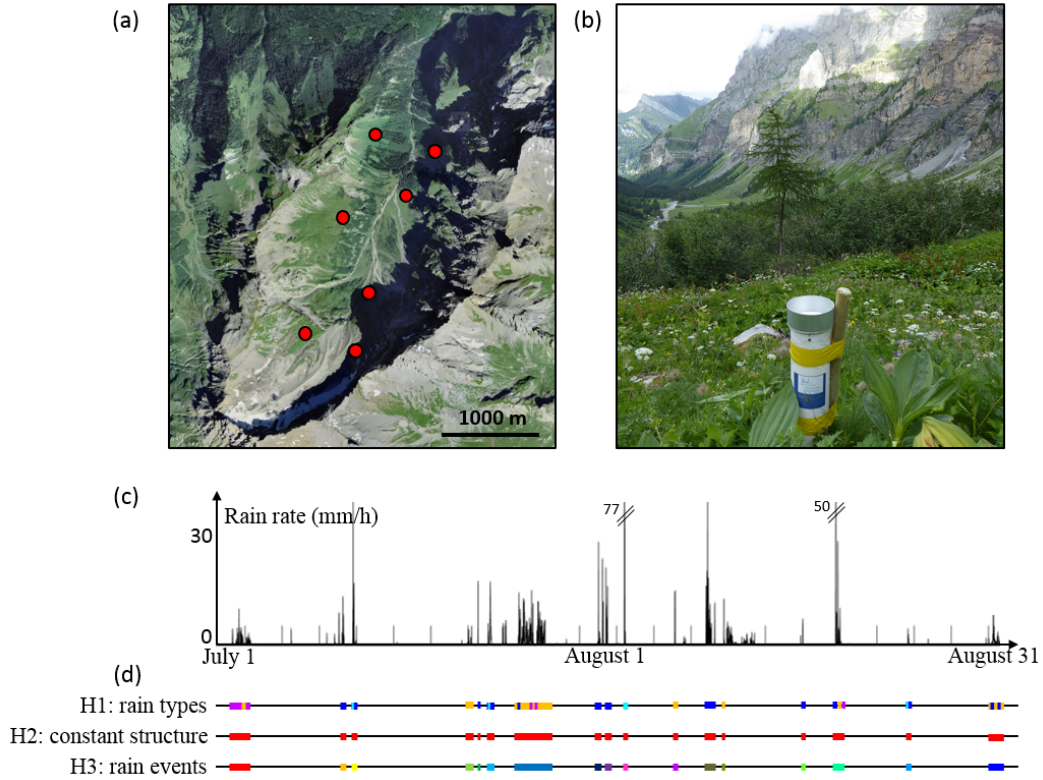 (a)
(b)
1000 m
(c)
Rain rate (mm/h)
77
50
30
0
July 1
August 1
August 31
(d)
H1: rain types
H2: constant structure
H3: rain events